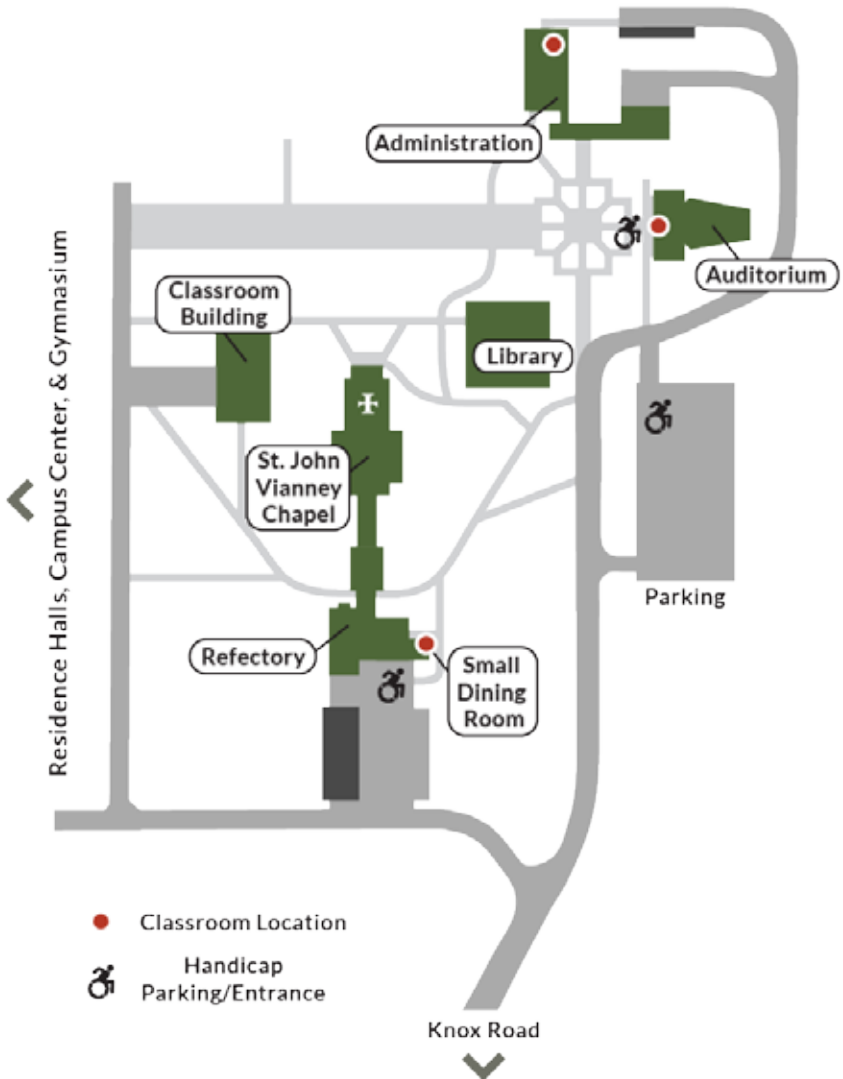 Administration
Auditorium
Classroom
Building
Library
St. John
Vianney
Chapel
Residence Halls, Campus Center, & Gymnasium
Parking
Refectory
Small
Dining
Room
Classroom Location
Handicap
Parking/Entrance
Knox Road